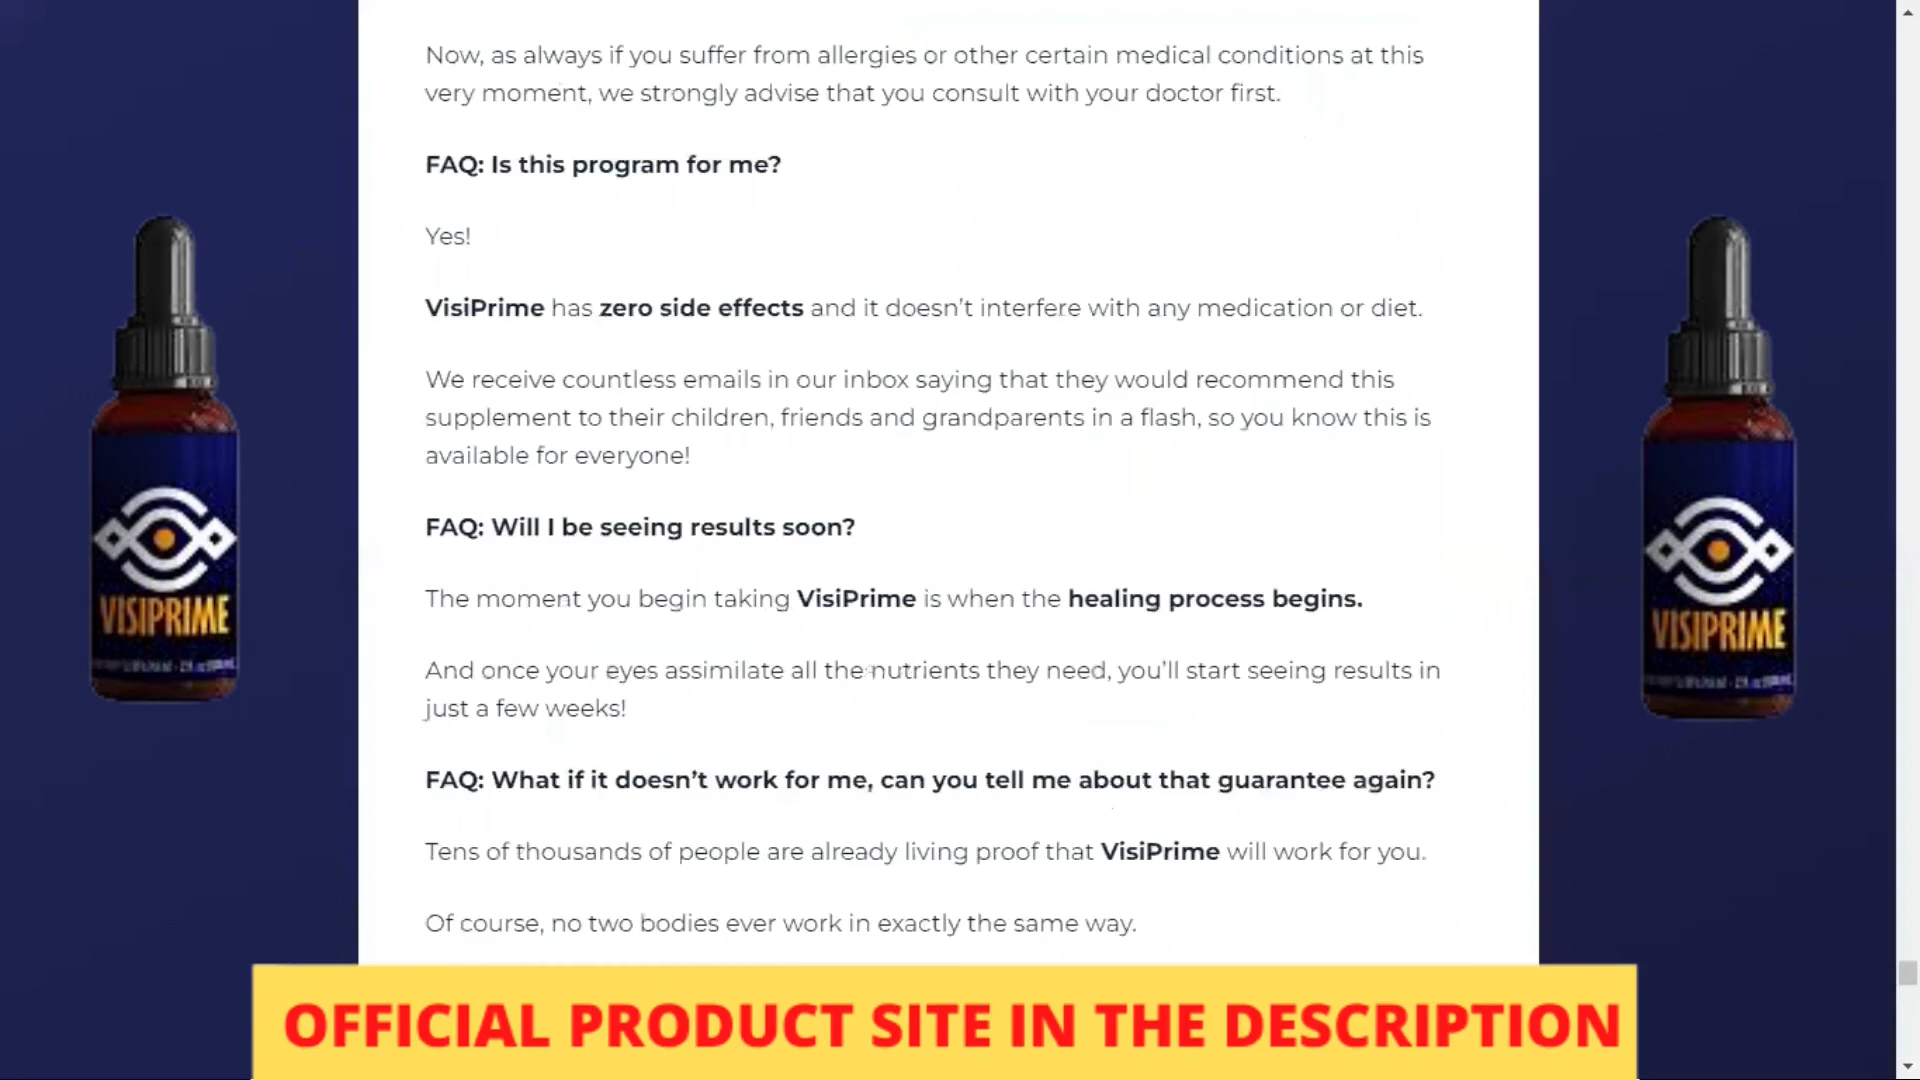 Now, as always if you suffer from allergies or other certain medical conditions at this
very moment, we strongly advise that you consult with your doctor first.
FAQ: Is this program for me?
Yes!
VisiPrime has zero side effects and it doesn’t interfere with any medication or diet.
We receive countless emails in our inbox saying that they would recommend this
supplement to their children, friends and grandparents in a flash, so you know this is
available for everyone!
FAQ: Will I be seeing results soon?
The moment you begin taking VisiPrime is when the healing process begins.
And once your eyes assimilate all the nutrients they need, you’ll start seeing results in
just a few weeks!
FAQ: What if it doesn’t work for me, can you tell me about that guarantee again?
Tens of thousands of people are already living proof that VisiPrime will work for you.
Of course, no two bodies ever work in exactly the same way.
VISIPRIME
VISIPRIME
OFFICIAL PRODUCT SITE IN THE DESCRIPTION